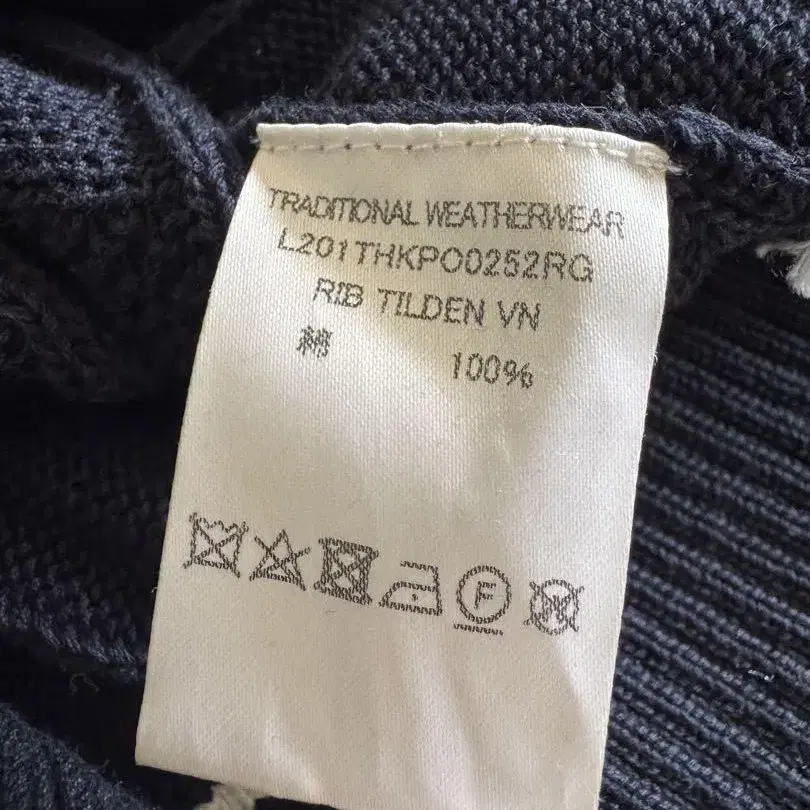 TRADITIONAL WEATHERWEAR
L201THKPO0252RG
RIB TILDEN VN
綿 100%
F
W